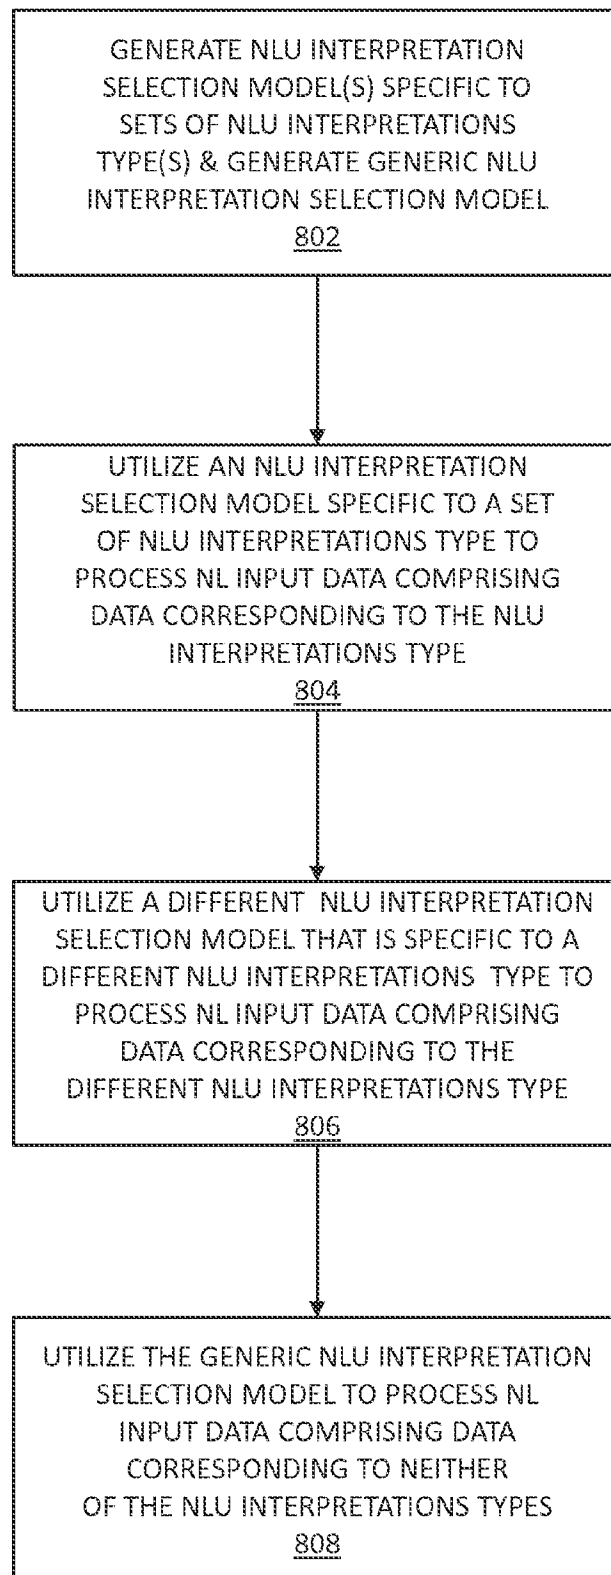 GENERATE NLU INTERPRETATION
SELECTION MODEL(S) SPECIFIC TO
SETS OF NLU INTERPRETATIONS
TYPE(S) & GENERATE GENERIC NLU
INTERPRETATION SELECTION MODEL
802
UTILIZE AN NLU INTERPRETATION
SELECTION MODEL SPECIFIC TO A SET
OF NLU INTERPRETATIONS TYPE TO
PROCESS NL INPUT DATA COMPRISING
DATA CORRESPONDING TO THE NLU
INTERPRETATIONS TYPE
804
UTILIZE A DIFFERENT NLU INTERPRETATION
SELECTION MODEL THAT IS SPECIFIC TO A
DIFFERENT NLU INTERPRETATIONS TYPE TO
PROCESS NL INPUT DATA COMPRISING
DATA CORRESPONDING TO THE
DIFFERENT NLU INTERPRETATIONS TYPE
806
UTILIZE THE GENERIC NLU INTERPRETATION
SELECTION MODEL TO PROCESS NL
INPUT DATA COMPRISING DATA
CORRESPONDING TO NEITHER
OF THE NLU INTERPRETATIONS TYPES
808